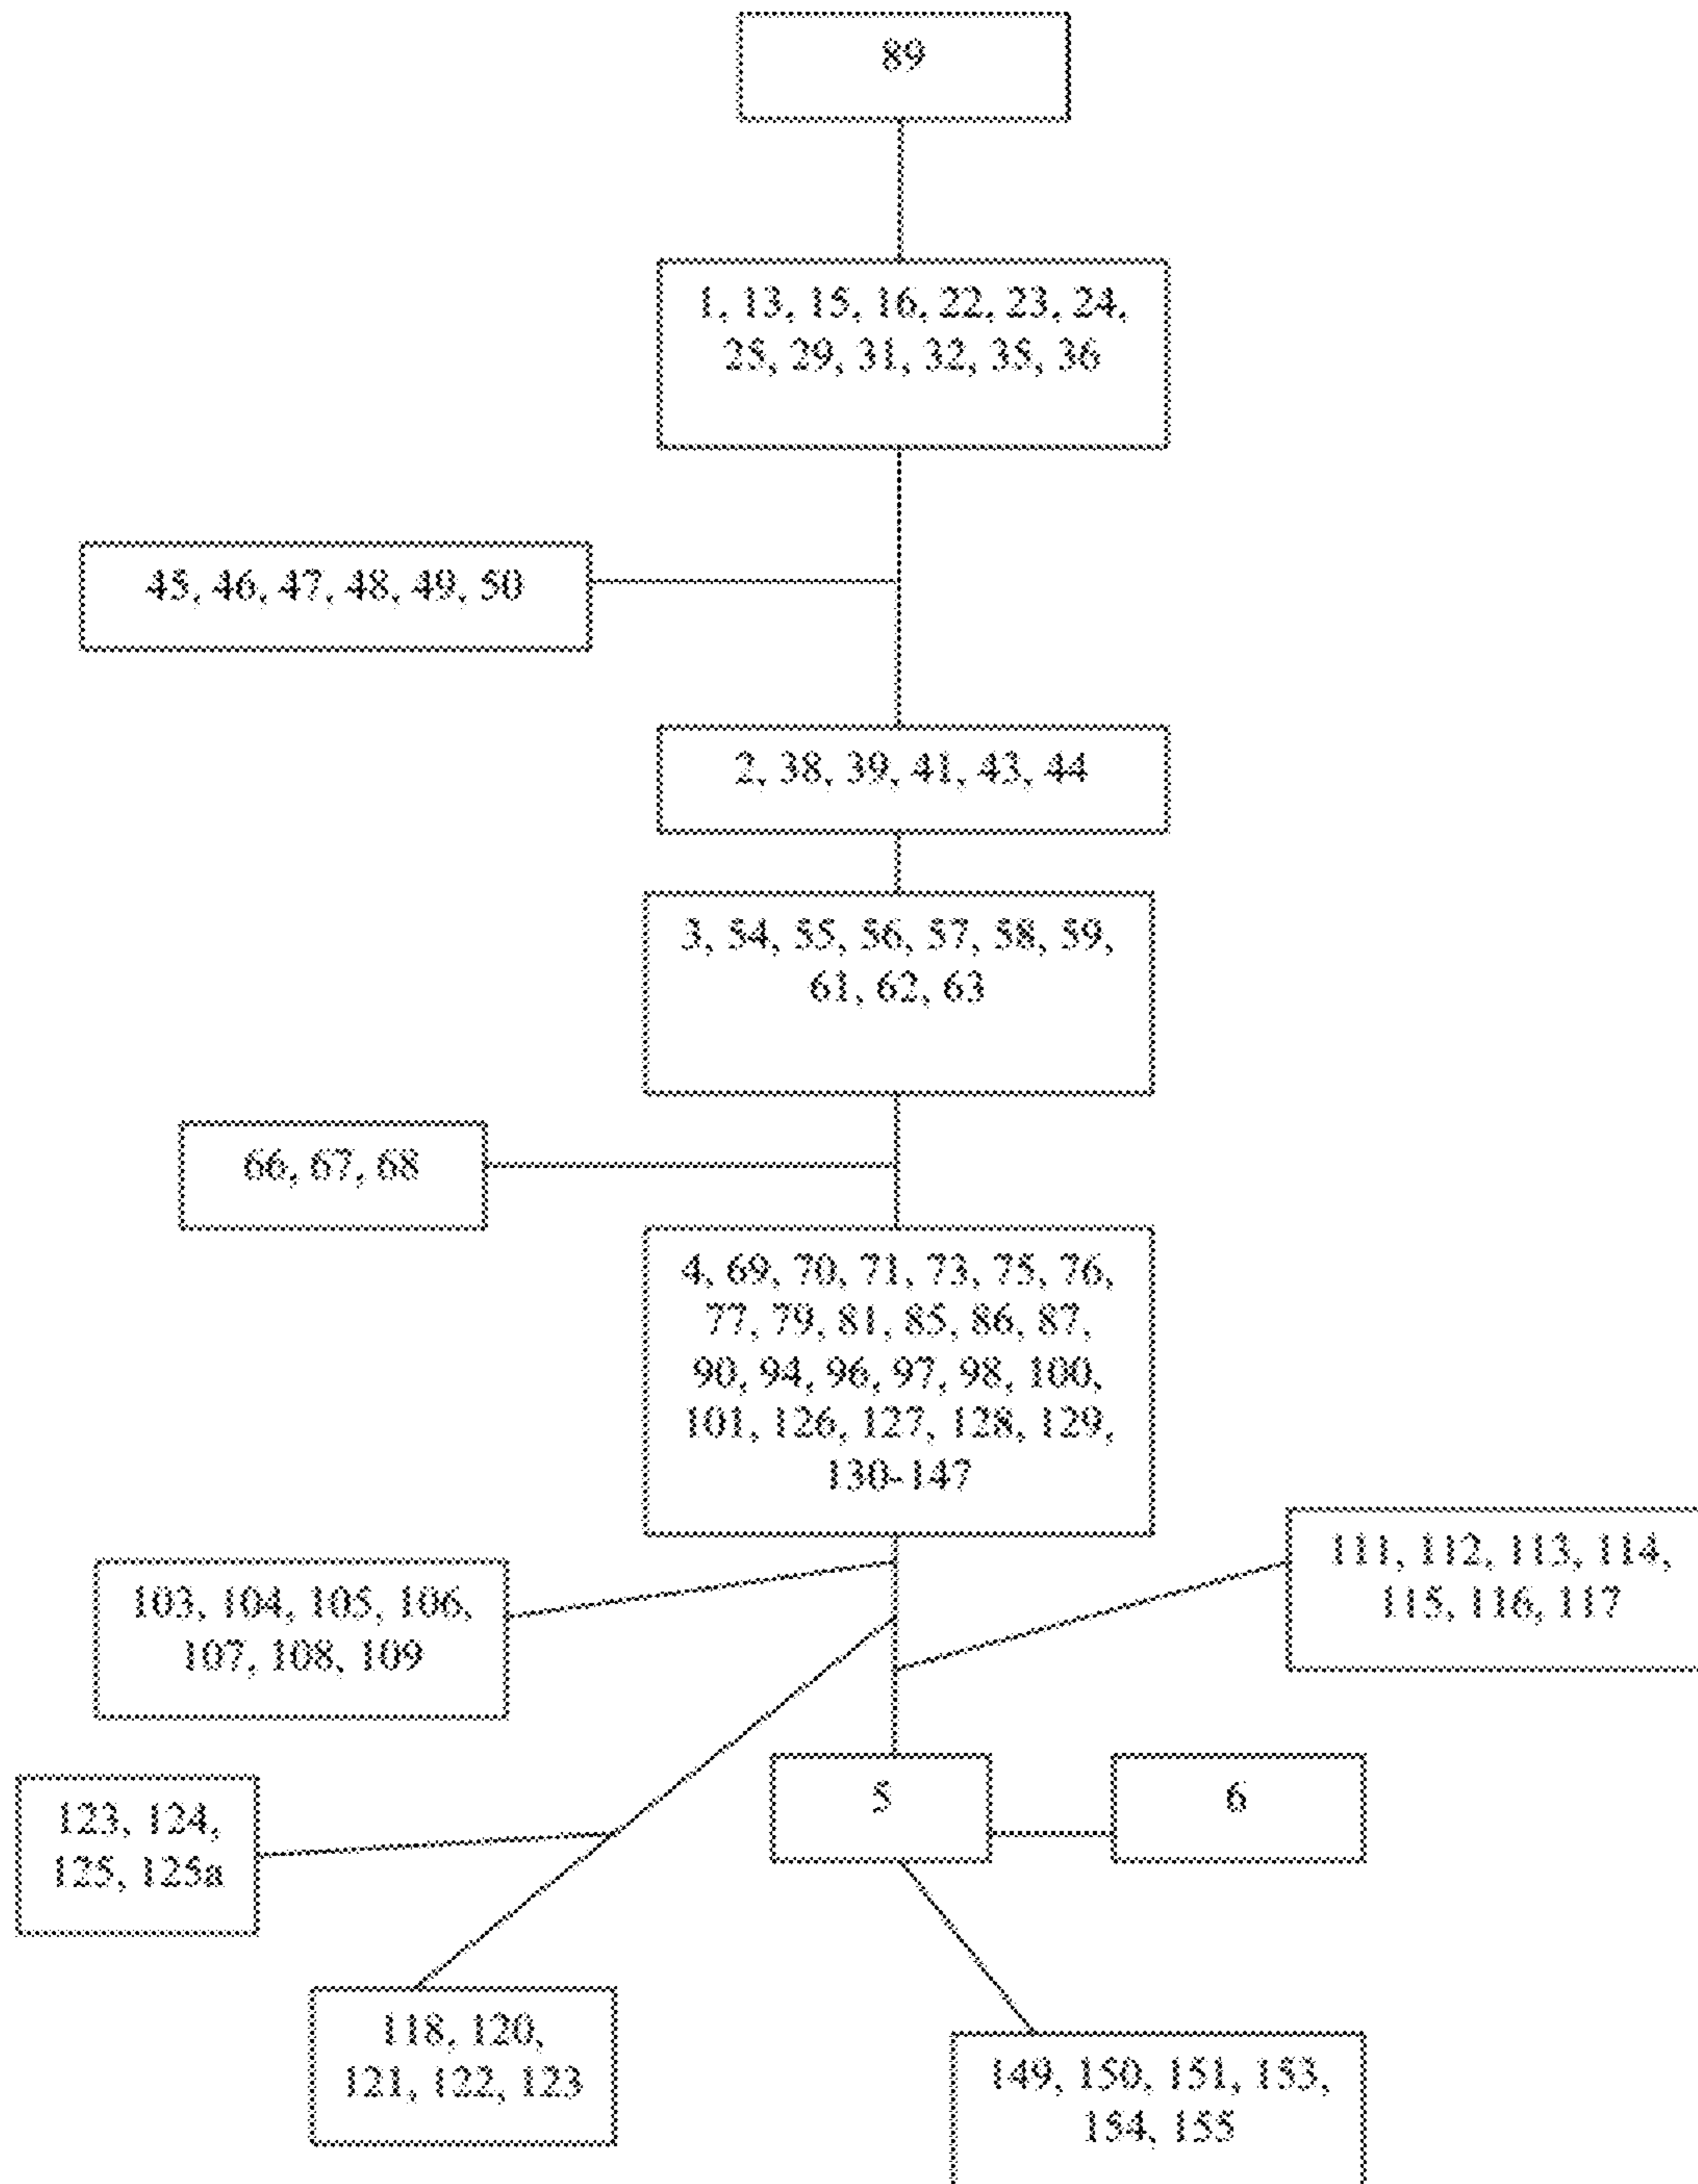 89
1, 13, 15, 16, 22, 23, 24,
25, 29, 31, 32, 35, 36
45, 46, 47, 48, 49, 50
2, 38, 39, 41, 43, 44
3, 54, 55, 56, 57, 58, 59,
61, 62, 63
66, 67, 68
4, 69, 70, 71, 73, 75, 76,
77, 79, 81, 85, 86, 87,
90, 94, 96, 97, 98, 100,
101, 126, 127, 128, 129,
130-147
103, 104, 105, 106,
107, 108, 109
111, 112, 113, 114,
115, 116, 117
5
6
123, 124,
125, 125a
118, 120,
121, 122, 123
149, 150, 151, 153,
154, 155